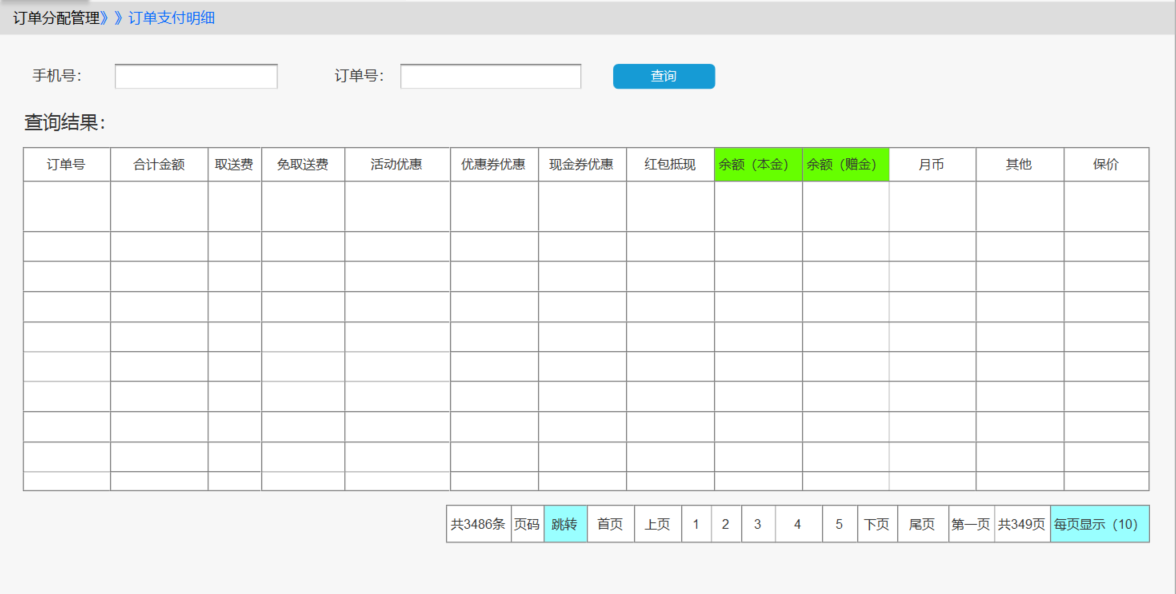 订单分配管理》》订单支付明细
手机号： 订单号： 查询
查询结果：
订单号 合计金额 取送费 免取送费 活动优惠 优惠券优惠 现金券优惠 红包抵现 余额（本金） 余额（赠金） 月币 其他 保价
共3486条 页码 跳转 首页 上页 1 2 3 4 5 下页 尾页 第一页 共349页 每页显示（10）